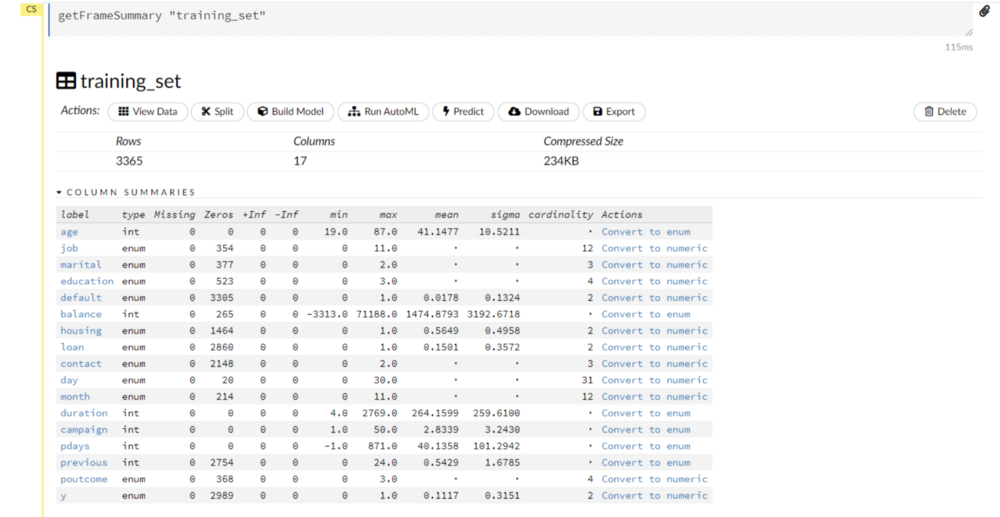 CS
getFrameSummary "training_set"
115ms
training_set
Actions: View Data Split Build Model Run AutoML Predict Download Export Delete
Rows Columns Compressed Size
3365 17 234KB
COLUMN SUMMARIES
label type Missing Zeros +Inf -Inf min max mean sigma cardinality Actions
age int 0 0 0 0 19.0 87.0 41.1477 10.5211 · Convert to enum
job enum 0 354 0 0 0 11.0 · · 12 Convert to numeric
marital enum 0 377 0 0 0 2.0 · · 3 Convert to numeric
education enum 0 523 0 0 0 3.0 · · 4 Convert to numeric
default enum 0 3305 0 0 0 1.0 0.0178 0.1324 2 Convert to numeric
balance int 0 265 0 0 -3313.0 71188.0 1474.8793 3192.6718 · Convert to enum
housing enum 0 1464 0 0 0 1.0 0.5649 0.4958 2 Convert to numeric
loan enum 0 2860 0 0 0 1.0 0.1501 0.3572 2 Convert to numeric
contact enum 0 2148 0 0 0 2.0 · · 3 Convert to numeric
day enum 0 20 0 0 0 30.0 · · 31 Convert to numeric
month enum 0 214 0 0 0 11.0 · · 12 Convert to numeric
duration int 0 0 0 0 4.0 2769.0 264.1599 259.6100 · Convert to enum
campaign int 0 0 0 0 1.0 50.0 2.8339 3.2430 · Convert to enum
pdays int 0 0 0 0 -1.0 871.0 40.1358 101.2942 · Convert to enum
previous int 0 2754 0 0 0 24.0 0.5429 1.6785 · Convert to enum
poutcome enum 0 368 0 0 0 3.0 · · 4 Convert to numeric
y enum 0 2989 0 0 0 1.0 0.1117 0.3151 2 Convert to numeric